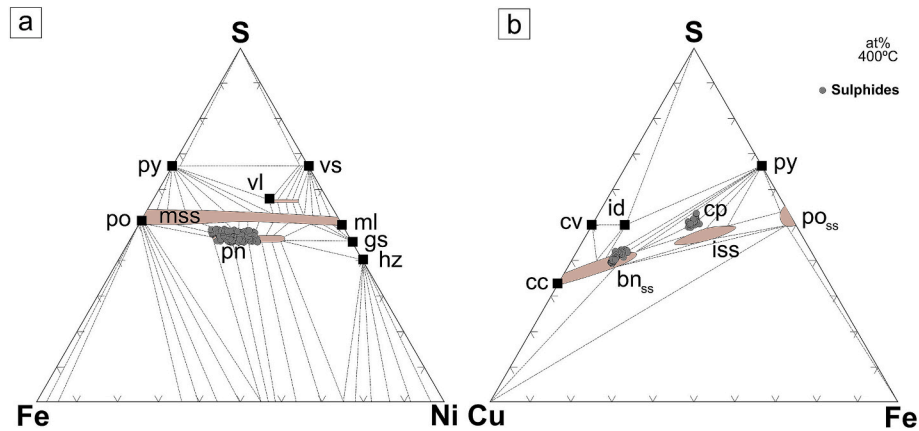 a
S
py
vs
vl
po
mss
ml
gs
pn
hz
Fe
Ni
b
S
at%
400ºC
Sulphides
py
cv
id
cp
po ss
iss
cc
bn ss
Cu
Fe